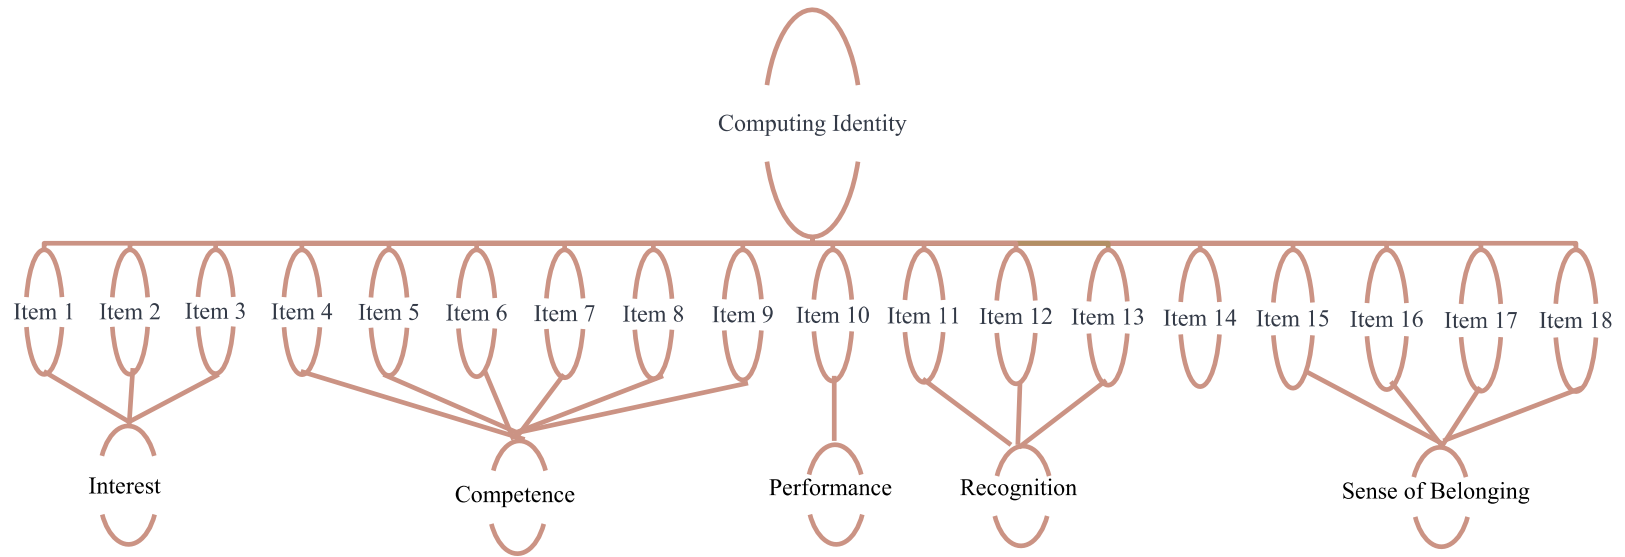 Computing Identity
Item 1 Item 2 Item 3 Item 4 Item 5 Item 6 Item 7 Item 8 Item 9 Item 10 Item 11 Item 12 Item 13 Item 14 Item 15 Item 16 Item 17 Item 18
Interest Competence Performance Recognition Sense of Belonging